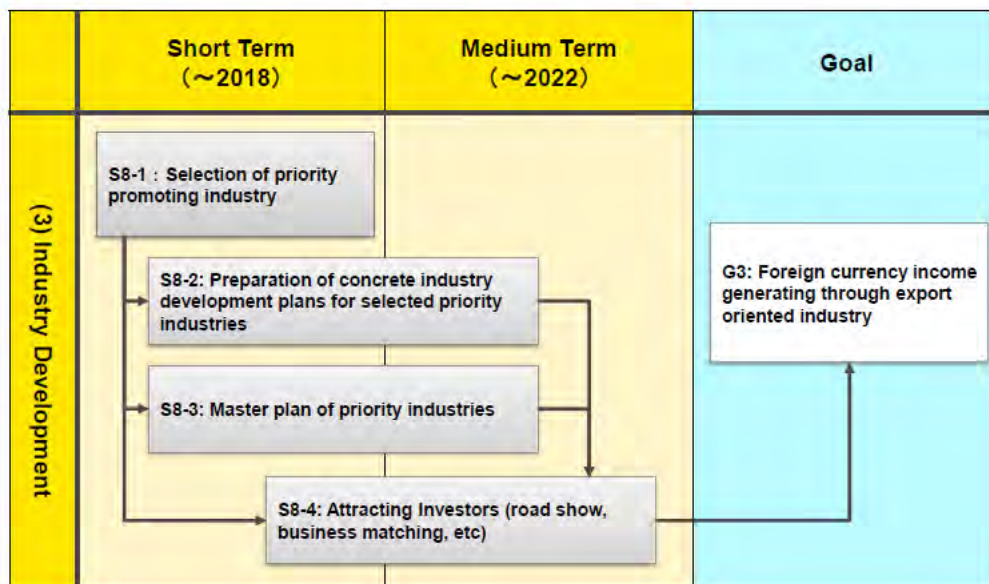 Short Term
(～2018)
Medium Term
(～2022)
Goal
(3) Industry Development
S8-1 : Selection of priority
promoting industry
S8-2: Preparation of concrete industry
development plans for selected priority
industries
S8-3: Master plan of priority industries
S8-4: Attracting Investors (road show,
business matching, etc)
G3: Foreign currency income
generating through export
oriented industry